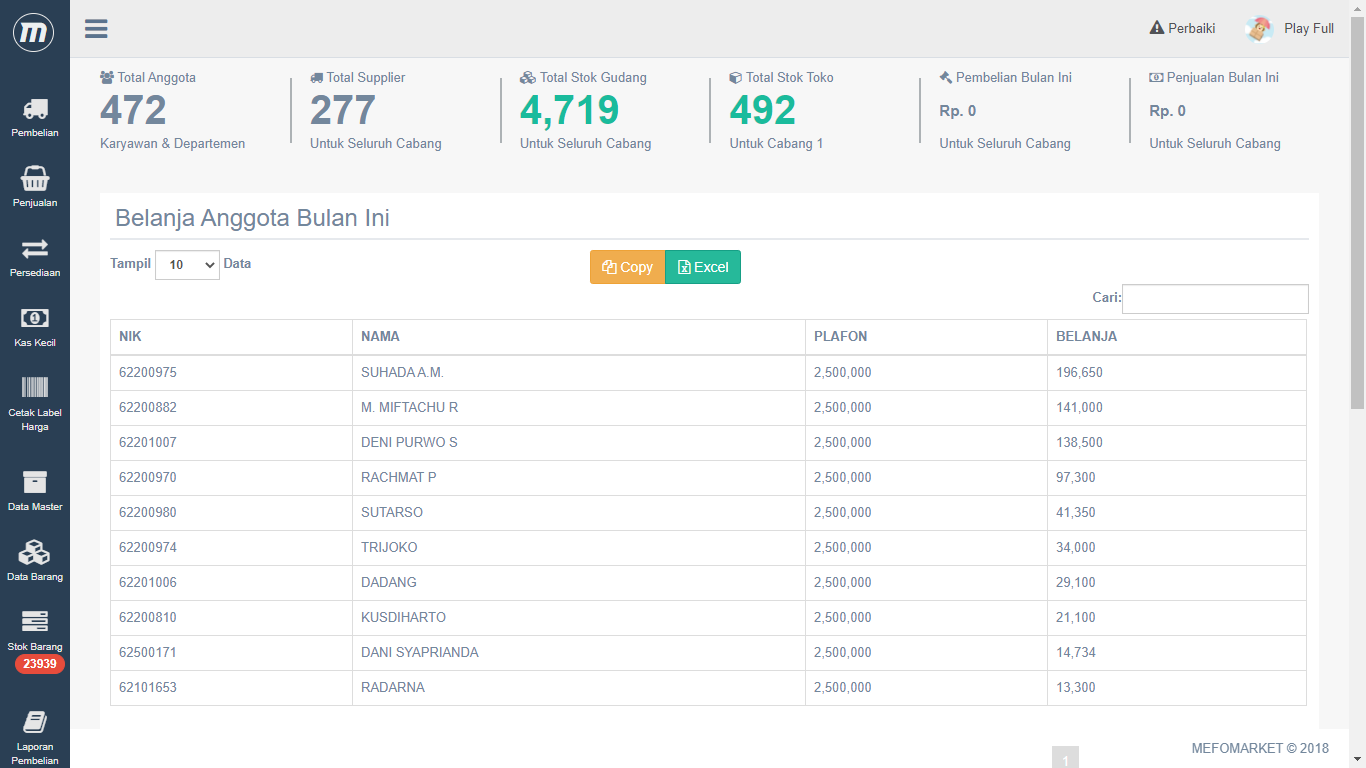 m
Perbaiki
Play Full
Pembelian
Penjualan
Persediaan
Kas Kecil
Cetak Label
Harga
Data Master
Data Barang
Stok Barang
23939
Laporan
Pembelian
Total Anggota
472
Karyawan & Departemen
Total Supplier
277
Untuk Seluruh Cabang
Total Stok Gudang
4,719
Untuk Seluruh Cabang
Total Stok Toko
492
Untuk Cabang 1
Pembelian Bulan Ini
Rp. 0
Untuk Seluruh Cabang
Penjualan Bulan Ini
Rp. 0
Untuk Seluruh Cabang
Belanja Anggota Bulan Ini
Tampil 10 Data
Copy Excel
Cari:
NIK NAMA PLAFON BELANJA
62200975 SUHADA A.M. 2,500,000 196,650
62200882 M. MIFTACHU R 2,500,000 141,000
62201007 DENI PURWO S 2,500,000 138,500
62200970 RACHMAT P 2,500,000 97,300
62200980 SUTARSO 2,500,000 41,350
62200974 TRIJOKO 2,500,000 34,000
62201006 DADANG 2,500,000 29,100
62200810 KUSDIHARTO 2,500,000 21,100
62500171 DANI SYAPRIANDA 2,500,000 14,734
62101653 RADARNA 2,500,000 13,300
1
MEFOMARKET © 2018